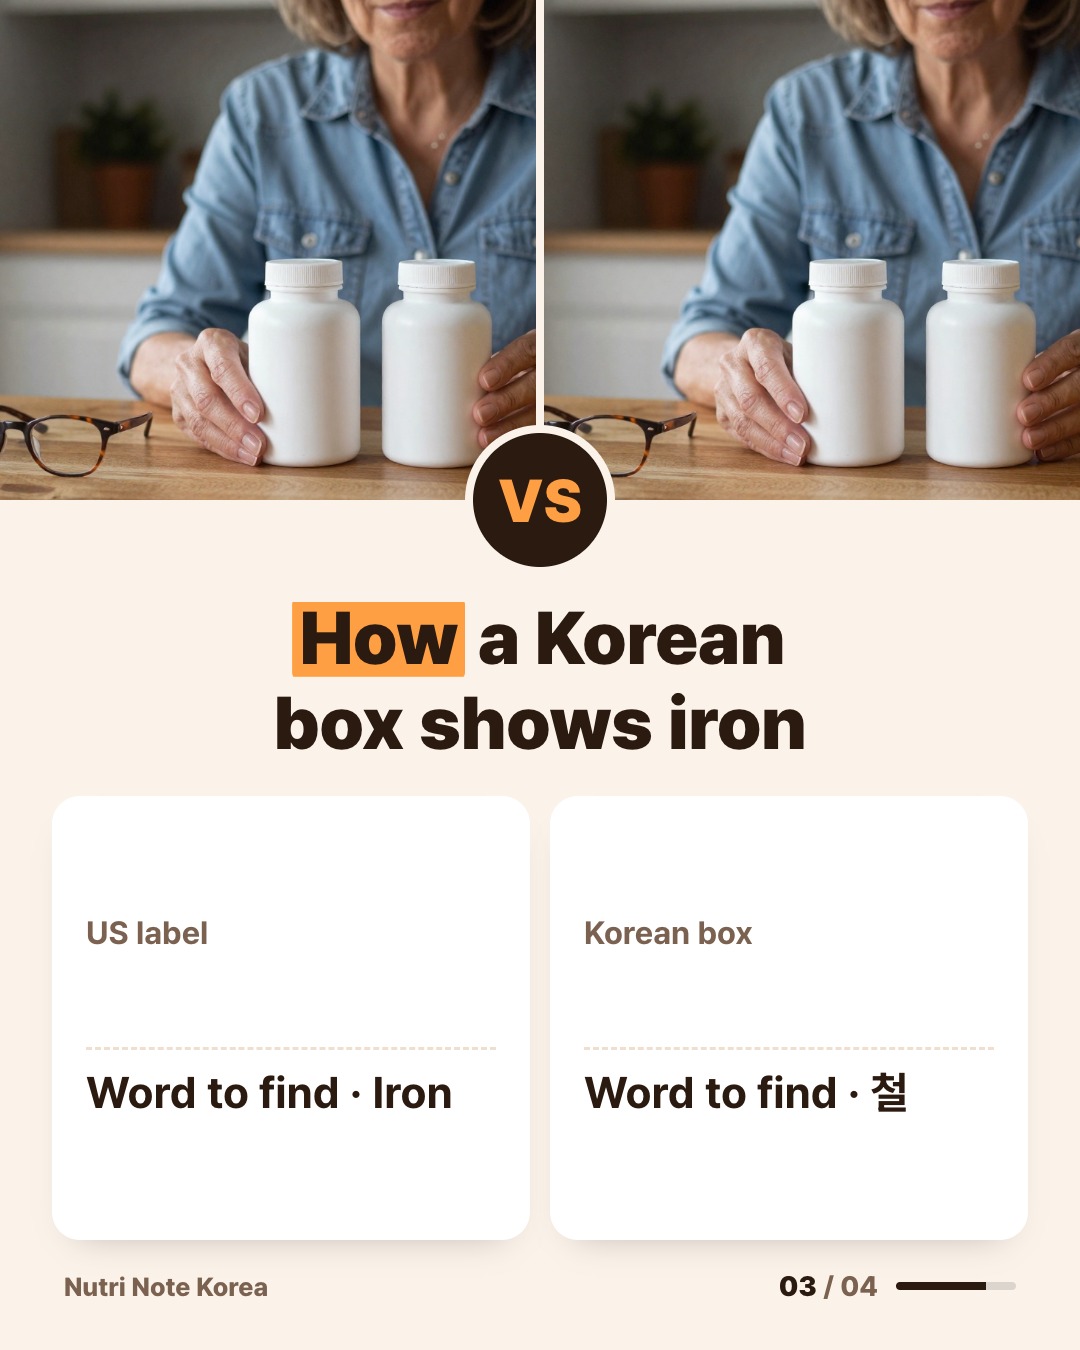 VS
How a Korean
box shows iron
US label
Word to find · Iron
Korean box
Word to find · 철
Nutri Note Korea
03 / 04